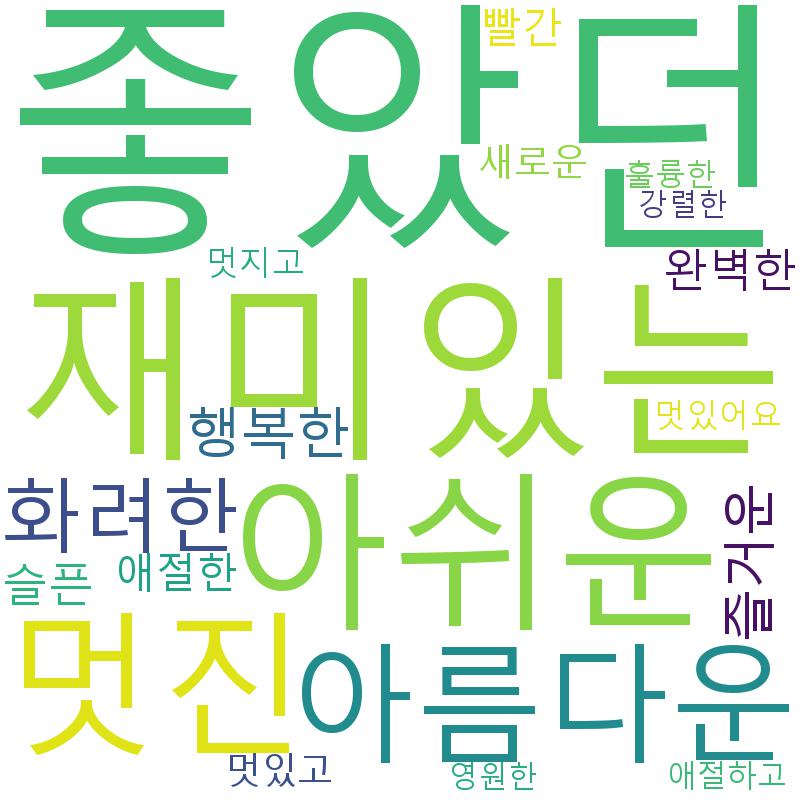 좋았던
빨간
새로운
훌륭한
강렬한
멋지고
완벽한
재미있는
행복한
멋있어요
화려한
아쉬운
즐거운
슬픈
애절한
멋진
아름다운
멋있고
영원한
애절하고